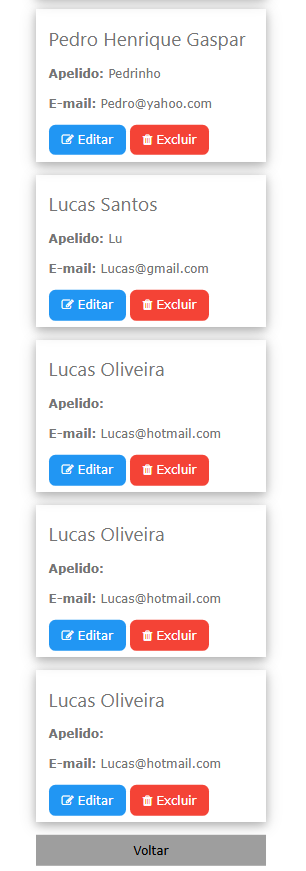 Pedro Henrique Gaspar
Apelido: Pedrinho
E-mail: Pedro@yahoo.com
Editar Excluir
Lucas Santos
Apelido: Lu
E-mail: Lucas@gmail.com
Editar Excluir
Lucas Oliveira
Apelido:
E-mail: Lucas@hotmail.com
Editar Excluir
Lucas Oliveira
Apelido:
E-mail: Lucas@hotmail.com
Editar Excluir
Lucas Oliveira
Apelido:
E-mail: Lucas@hotmail.com
Editar Excluir
Voltar